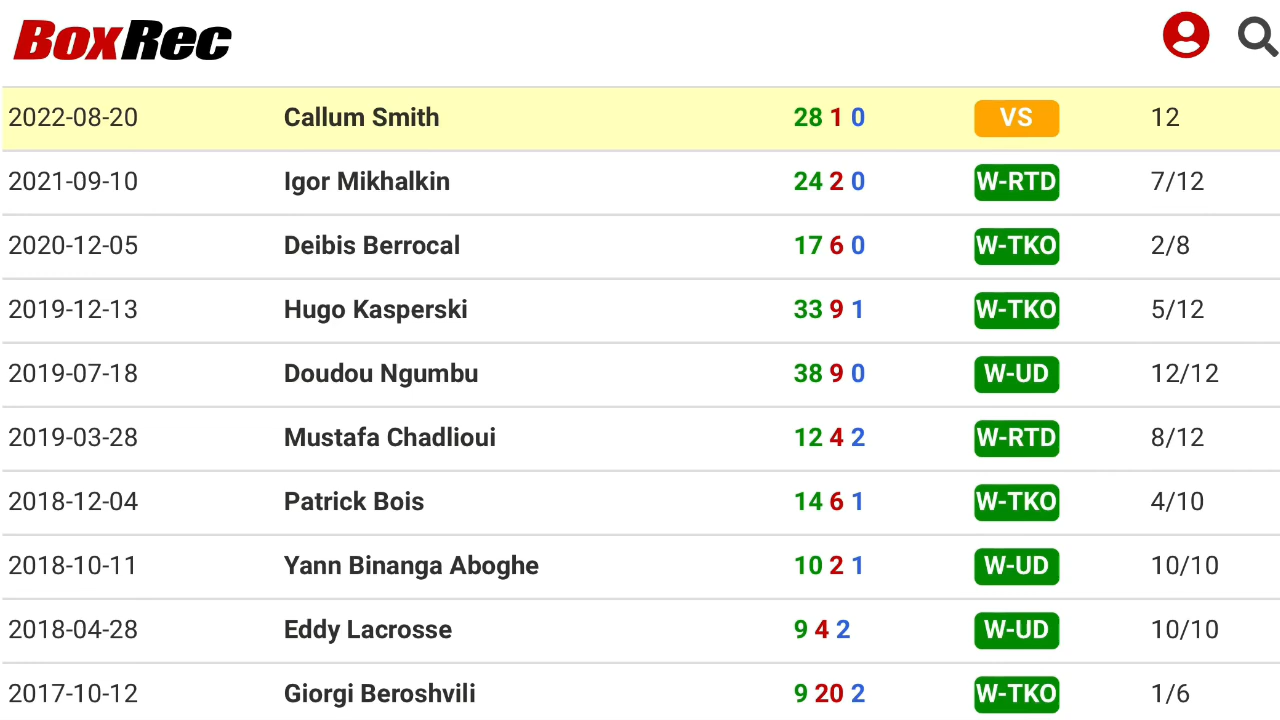 BoxRec
2022-08-20 Callum Smith 28 1 0 VS 12
2021-09-10 Igor Mikhalkin 24 2 0 W-RTD 7/12
2020-12-05 Deibis Berrocal 17 6 0 W-TKO 2/8
2019-12-13 Hugo Kasperski 33 9 1 W-TKO 5/12
2019-07-18 Doudou Ngumbu 38 9 0 W-UD 12/12
2019-03-28 Mustafa Chadlioui 12 4 2 W-RTD 8/12
2018-12-04 Patrick Bois 14 6 1 W-TKO 4/10
2018-10-11 Yann Binanga Aboghe 10 2 1 W-UD 10/10
2018-04-28 Eddy Lacrosse 9 4 2 W-UD 10/10
2017-10-12 Giorgi Beroshvili 9 20 2 W-TKO 1/6